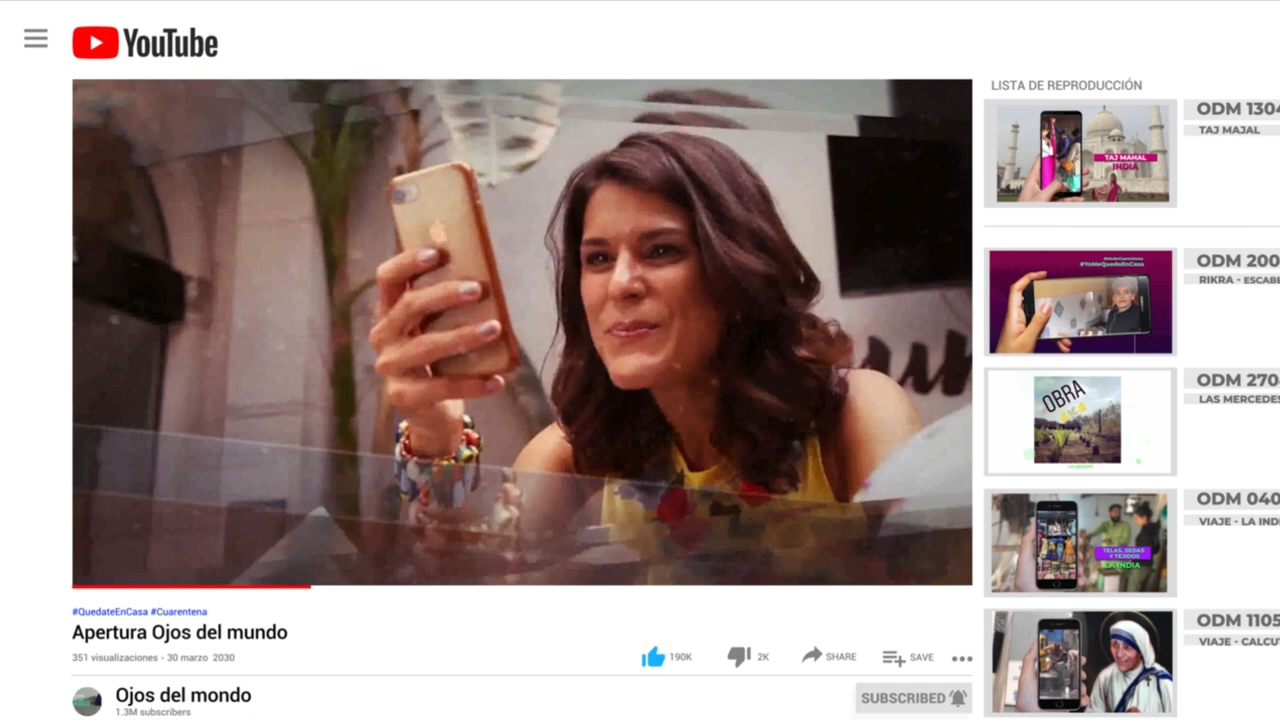 YouTube
LISTA DE REPRODUCCIÓN
ODM 1304
TAJ MAJAL
TAJ MAHAL
INDIA
ODM 200
RIKRA - ESCABE
#YoMeQuedoEnCasa
ODM 270
LAS MERCEDES
OBRA
ODM 040
VIAJE - LA INDI
TELAS, SEDAS
Y TEJIDOS
LA INDIA
ODM 1105
VIAJE - CALCU
#QuedateEnCasa #Cuarentena
Apertura Ojos del mundo
351 visualizaciones - 30 marzo 2030
190K
2K
SHARE
SAVE
Ojos del mondo
1.3M subscribers
SUBSCRIBED